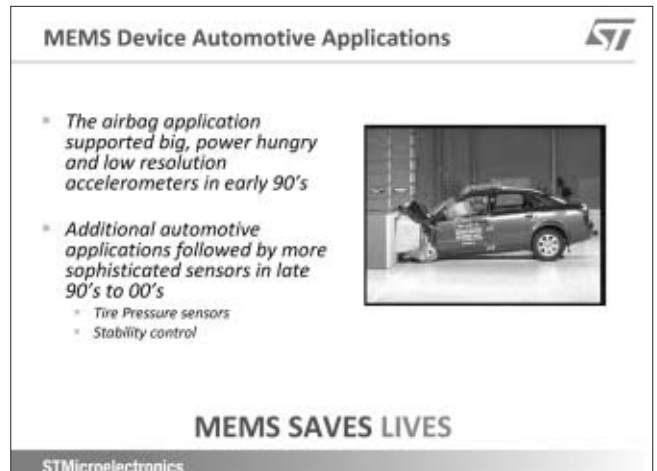 MEMS Device Automotive Applications
ST
▪ The airbag application
supported big, power hungry
and low resolution
accelerometers in early 90's
▪ Additional automotive
applications followed by more
sophisticated sensors in late
90's to 00's
▪ Tire Pressure sensors
▪ Stability control
MEMS SAVES LIVES
STMicroelectronics